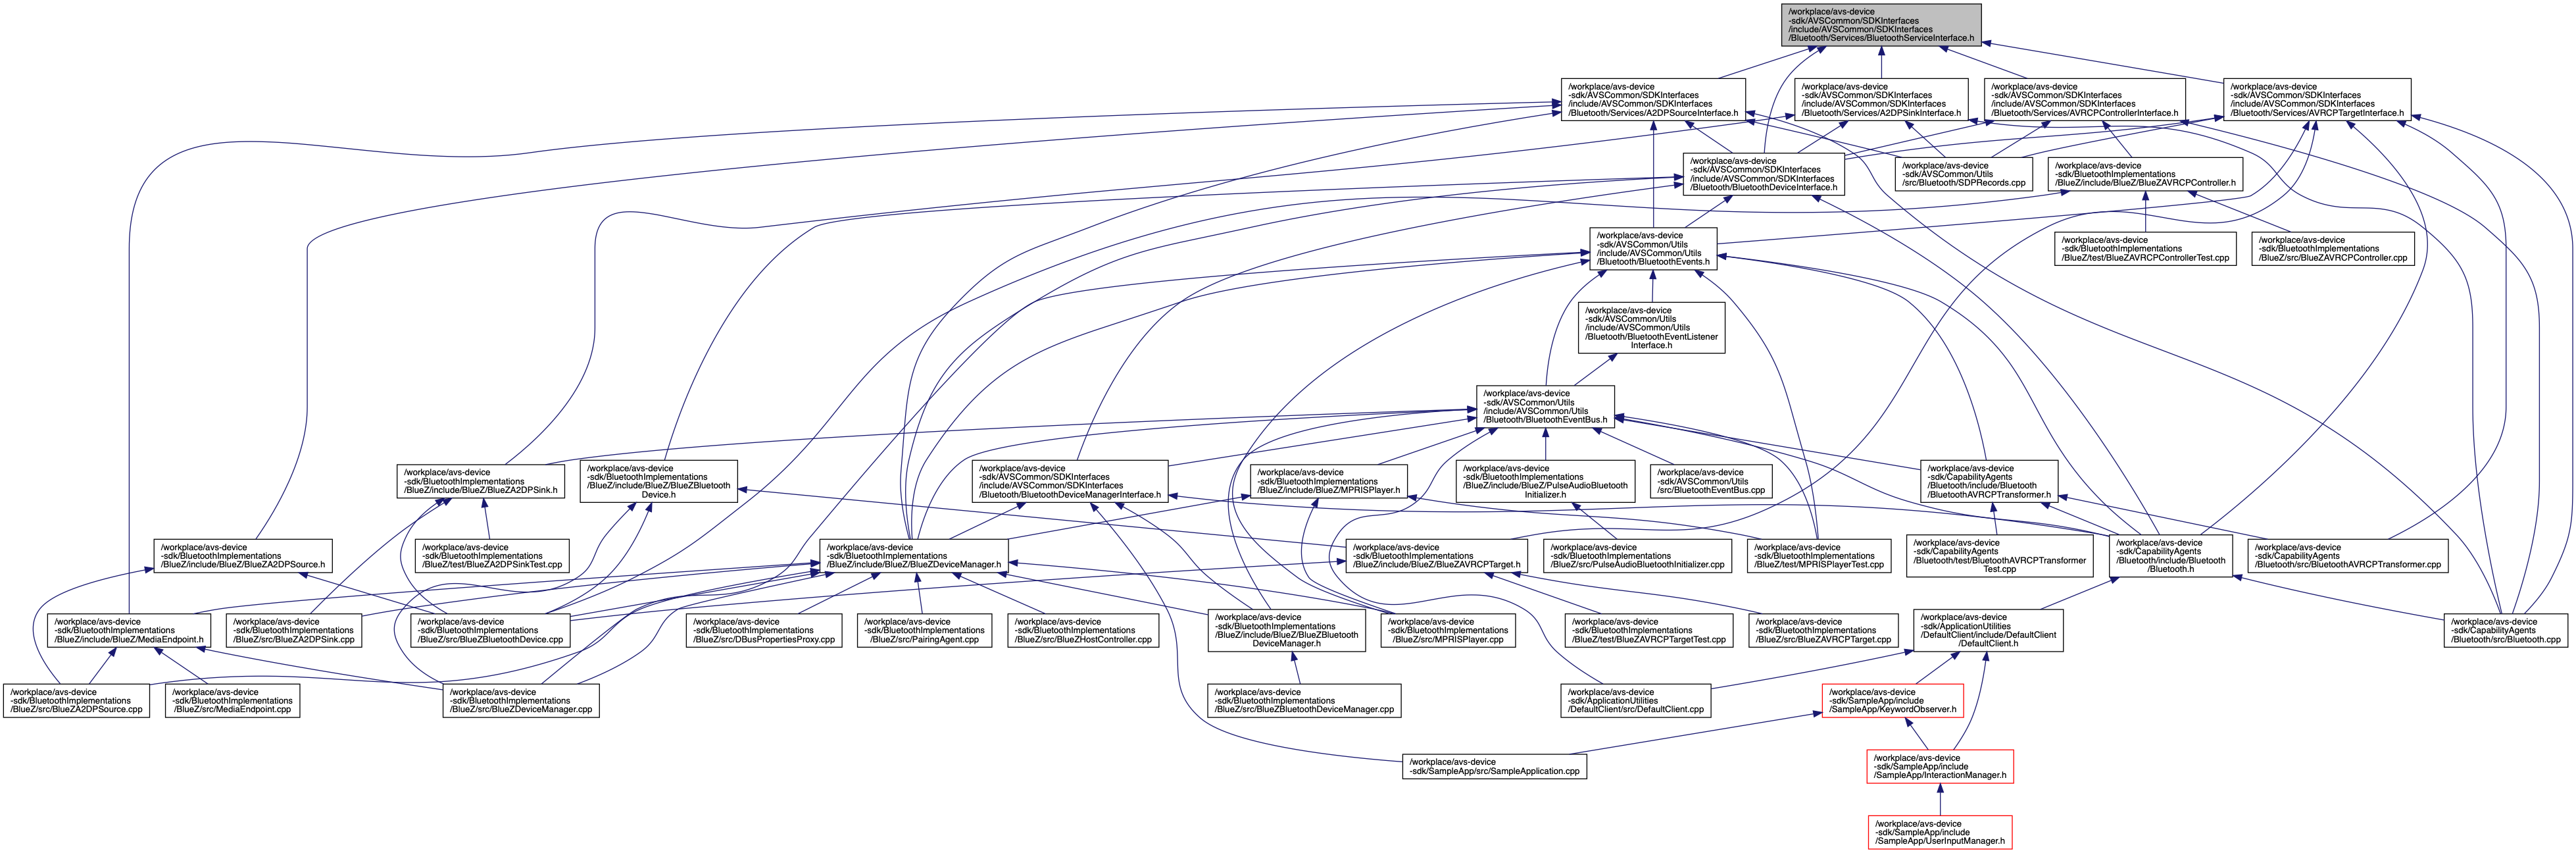 /workplace/avs-device
-sdk/AVSCommon/SDKInterfaces
/include/AVSCommon/SDKInterfaces
/Bluetooth/Services/BluetoothServiceInterface.h
/workplace/avs-device
-sdk/AVSCommon/SDKInterfaces
/include/AVSCommon/SDKInterfaces
/Bluetooth/Services/A2DPSourceInterface.h
/workplace/avs-device
-sdk/AVSCommon/SDKInterfaces
/include/AVSCommon/SDKInterfaces
/Bluetooth/Services/A2DPSinkInterface.h
/workplace/avs-device
-sdk/AVSCommon/SDKInterfaces
/include/AVSCommon/SDKInterfaces
/Bluetooth/Services/AVRCPControllerInterface.h
/workplace/avs-device
-sdk/AVSCommon/SDKInterfaces
/include/AVSCommon/SDKInterfaces
/Bluetooth/Services/AVRCPTargetInterface.h
/workplace/avs-device
-sdk/AVSCommon/SDKInterfaces
/include/AVSCommon/SDKInterfaces
/Bluetooth/BluetoothDeviceInterface.h
/workplace/avs-device
-sdk/AVSCommon/Utils
/src/Bluetooth/SDPRecords.cpp
/workplace/avs-device
-sdk/BluetoothImplementations
/BlueZ/include/BlueZ/BlueZAVRCPController.h
/workplace/avs-device
-sdk/AVSCommon/Utils
/include/AVSCommon/Utils
/Bluetooth/BluetoothEvents.h
/workplace/avs-device
-sdk/BluetoothImplementations
/BlueZ/test/BlueZAVRCPControllerTest.cpp
/workplace/avs-device
-sdk/BluetoothImplementations
/BlueZ/src/BlueZAVRCPController.cpp
/workplace/avs-device
-sdk/AVSCommon/Utils
/include/AVSCommon/Utils
/Bluetooth/BluetoothEventListener
Interface.h
/workplace/avs-device
-sdk/AVSCommon/Utils
/include/AVSCommon/Utils
/Bluetooth/BluetoothEventBus.h
/workplace/avs-device
-sdk/BluetoothImplementations
/BlueZ/include/BlueZ/BlueZA2DPSink.h
/workplace/avs-device
-sdk/BluetoothImplementations
/BlueZ/include/BlueZ/BlueZBluetooth
Device.h
/workplace/avs-device
-sdk/AVSCommon/SDKInterfaces
/include/AVSCommon/SDKInterfaces
/Bluetooth/BluetoothDeviceManagerInterface.h
/workplace/avs-device
-sdk/BluetoothImplementations
/BlueZ/include/BlueZ/MPRISPlayer.h
/workplace/avs-device
-sdk/BluetoothImplementations
/BlueZ/include/BlueZ/PulseAudioBluetooth
Initializer.h
/workplace/avs-device
-sdk/AVSCommon/Utils
/src/BluetoothEventBus.cpp
/workplace/avs-device
-sdk/CapabilityAgents
/Bluetooth/include/Bluetooth
/BluetoothAVRCPTransformer.h
/workplace/avs-device
-sdk/BluetoothImplementations
/BlueZ/include/BlueZ/BlueZA2DPSource.h
/workplace/avs-device
-sdk/BluetoothImplementations
/BlueZ/test/BlueZA2DPSinkTest.cpp
/workplace/avs-device
-sdk/BluetoothImplementations
/BlueZ/include/BlueZ/BlueZDeviceManager.h
/workplace/avs-device
-sdk/BluetoothImplementations
/BlueZ/include/BlueZ/BlueZAVRCPTarget.h
/workplace/avs-device
-sdk/BluetoothImplementations
/BlueZ/src/PulseAudioBluetoothInitializer.cpp
/workplace/avs-device
-sdk/BluetoothImplementations
/BlueZ/test/MPRISPlayerTest.cpp
/workplace/avs-device
-sdk/CapabilityAgents
/Bluetooth/test/BluetoothAVRCPTransformer
Test.cpp
/workplace/avs-device
-sdk/CapabilityAgents
/Bluetooth/include/Bluetooth
/Bluetooth.h
/workplace/avs-device
-sdk/CapabilityAgents
/Bluetooth/src/BluetoothAVRCPTransformer.cpp
/workplace/avs-device
-sdk/BluetoothImplementations
/BlueZ/include/BlueZ/MediaEndpoint.h
/workplace/avs-device
-sdk/BluetoothImplementations
/BlueZ/src/BlueZA2DPSink.cpp
/workplace/avs-device
-sdk/BluetoothImplementations
/BlueZ/src/BlueZBluetoothDevice.cpp
/workplace/avs-device
-sdk/BluetoothImplementations
/BlueZ/src/DBusPropertiesProxy.cpp
/workplace/avs-device
-sdk/BluetoothImplementations
/BlueZ/src/PairingAgent.cpp
/workplace/avs-device
-sdk/BluetoothImplementations
/BlueZ/src/BlueZHostController.cpp
/workplace/avs-device
-sdk/BluetoothImplementations
/BlueZ/include/BlueZ/BlueZBluetooth
DeviceManager.h
/workplace/avs-device
-sdk/BluetoothImplementations
/BlueZ/src/MPRISPlayer.cpp
/workplace/avs-device
-sdk/BluetoothImplementations
/BlueZ/test/BlueZAVRCPTargetTest.cpp
/workplace/avs-device
-sdk/BluetoothImplementations
/BlueZ/src/BlueZAVRCPTarget.cpp
/workplace/avs-device
-sdk/ApplicationUtilities
/DefaultClient/include/DefaultClient
/DefaultClient.h
/workplace/avs-device
-sdk/CapabilityAgents
/Bluetooth/src/Bluetooth.cpp
/workplace/avs-device
-sdk/BluetoothImplementations
/BlueZ/src/BlueZA2DPSource.cpp
/workplace/avs-device
-sdk/BluetoothImplementations
/BlueZ/src/MediaEndpoint.cpp
/workplace/avs-device
-sdk/BluetoothImplementations
/BlueZ/src/BlueZDeviceManager.cpp
/workplace/avs-device
-sdk/BluetoothImplementations
/BlueZ/src/BlueZBluetoothDeviceManager.cpp
/workplace/avs-device
-sdk/ApplicationUtilities
/DefaultClient/src/DefaultClient.cpp
/workplace/avs-device
-sdk/SampleApp/include
/SampleApp/KeywordObserver.h
/workplace/avs-device
-sdk/SampleApp/src/SampleApplication.cpp
/workplace/avs-device
-sdk/SampleApp/include
/SampleApp/InteractionManager.h
/workplace/avs-device
-sdk/SampleApp/include
/SampleApp/UserInputManager.h